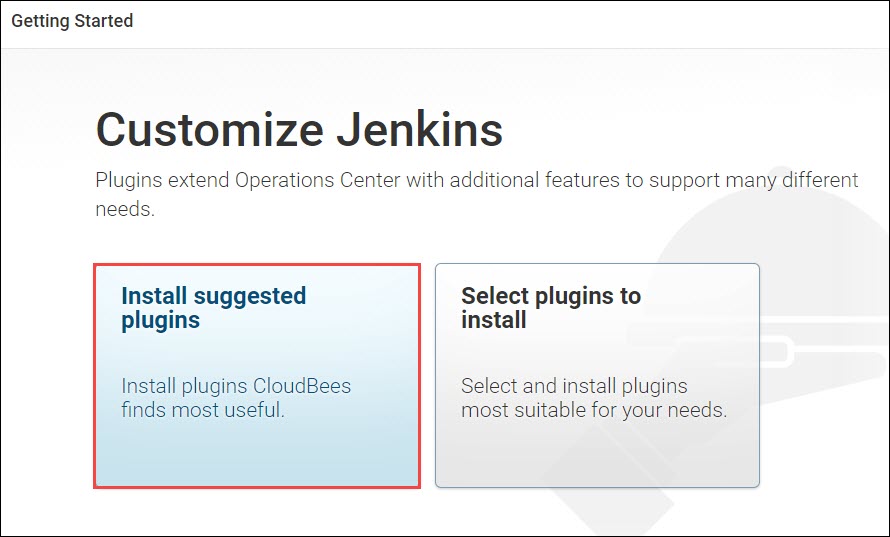 Getting Started
Customize Jenkins
Plugins extend Operations Center with additional features to support many different
needs.
Install suggested
plugins
Install plugins CloudBees
finds most useful.
Select plugins to
install
Select and install plugins
most suitable for your needs.